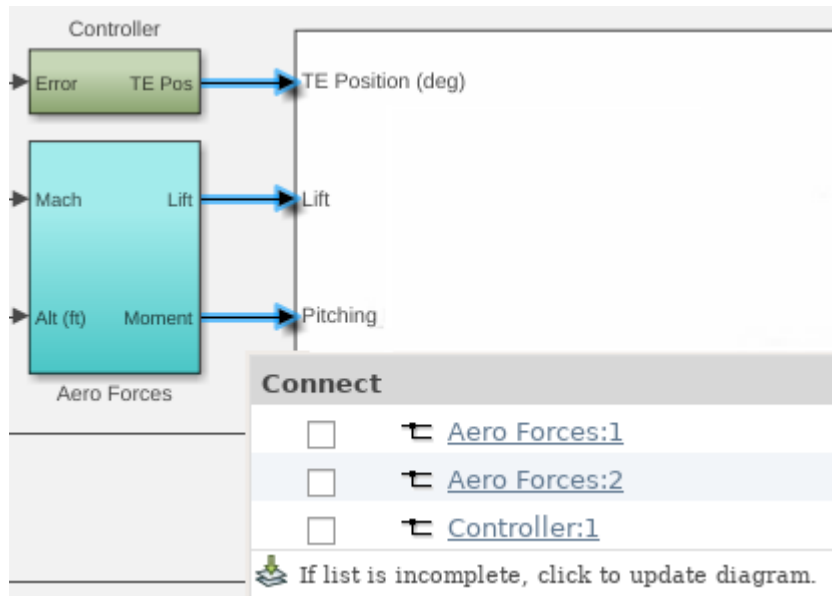 Controller
Error TE Pos
TE Position (deg)
Mach Lift
Lift
Alt (ft) Moment
Pitching
Aero Forces
Connect
Aero Forces:1
Aero Forces:2
Controller:1
If list is incomplete, click to update diagram.